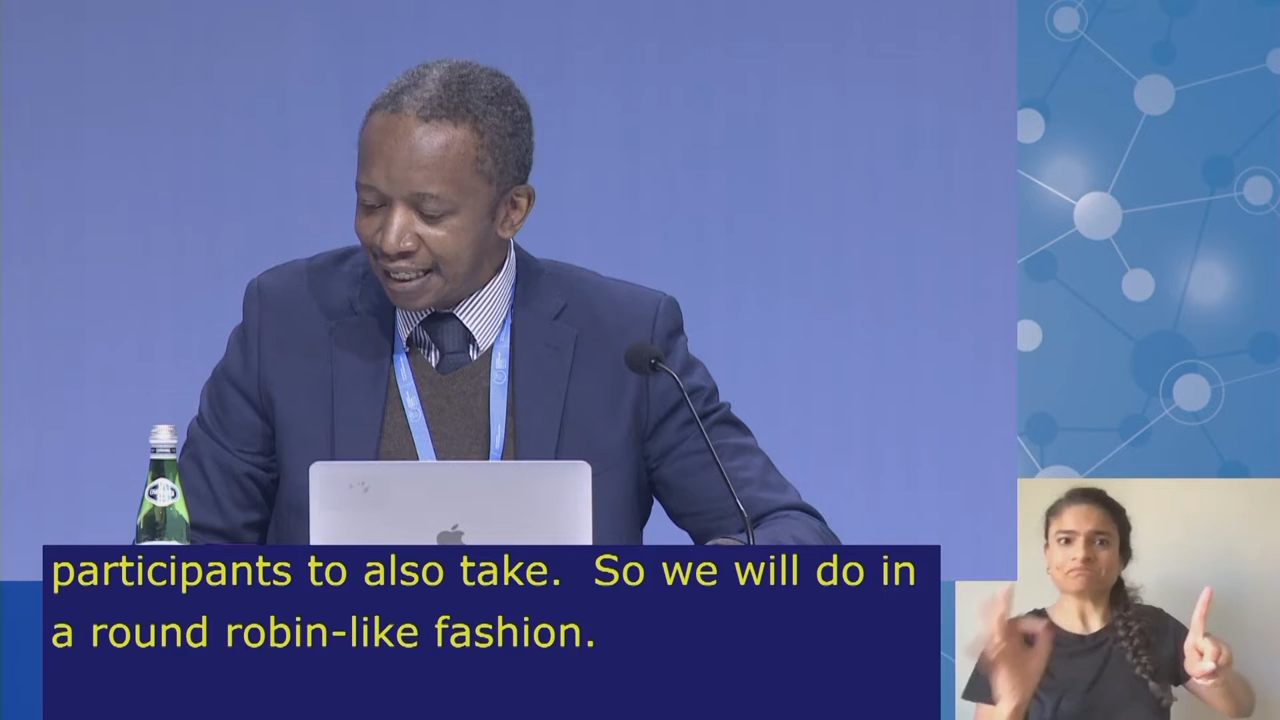 participants to also take.  So we will do in
a round robin-like fashion.